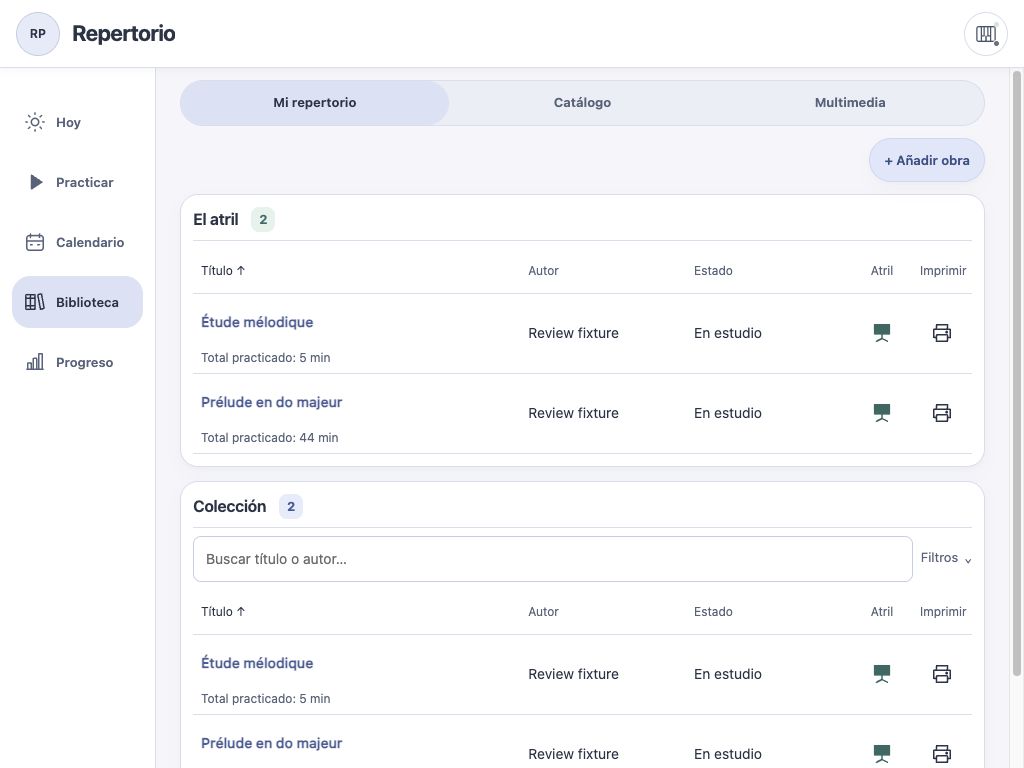 RP
Repertorio
Hoy
Practicar
Calendario
Biblioteca
Progreso
Mi repertorio Catálogo Multimedia
+ Añadir obra
El atril 2
Título ↑ Autor Estado Atril Imprimir
Étude mélodique
Review fixture En estudio
Total practicado: 5 min
Prélude en do majeur
Review fixture En estudio
Total practicado: 44 min
Colección 2
Buscar título o autor...
Filtros
Título ↑ Autor Estado Atril Imprimir
Étude mélodique
Review fixture En estudio
Total practicado: 5 min
Prélude en do majeur
Review fixture En estudio